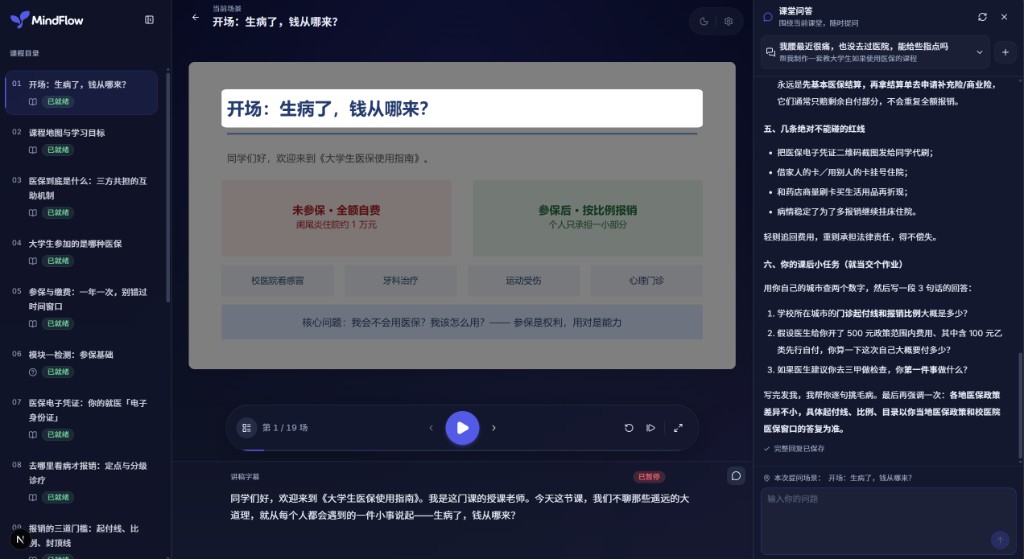 MindFlow
课程目录
01 开场：生病了，钱从哪来？
已就绪
02 课程地图与学习目标
已就绪
03 医保到底是什么：三方共担的互
助机制
已就绪
04 大学生参加的是哪种医保
已就绪
05 参保与缴费：一年一次，别错过
时间窗口
已就绪
06 模块一检测：参保基础
已就绪
07 医保电子凭证：你的就医「电子
身份证」
已就绪
08 去哪里看病才报销：定点与分级
诊疗
已就绪
09 报销的三道门槛：起付线、比
例、封顶线
已就绪
N
当前场景
开场：生病了，钱从哪来？
开场：生病了，钱从哪来？
同学们好，欢迎来到《大学生医保使用指南》。
未参保 · 全额自费
阑尾炎住院约 1 万元
参保后 · 按比例报销
个人只承担一小部分
校医院看感冒
牙科治疗
运动受伤
心理门诊
核心问题：我会不会用医保？我该怎么用？—— 参保是权利，用对是能力
第 1 / 19 场
讲稿字幕
已暂停
同学们好，欢迎来到《大学生医保使用指南》。我是这门课的授课老师。今天这节课，我们不聊那些遥远的大
道理，就从每个人都会遇到的一件小事说起——生病了，钱从哪来？
课堂问答
围绕当前课堂，随时提问
我腰最近很痛，也没去过医院，能给些指点吗
帮我制作一套教大学生如果使用医保的课程
永远是先基本医保结算，再拿结算单去申请补充险/商业险，
它们通常只赔剩余自付部分，不会重复全额报销。
五、几条绝对不能碰的红线
• 把医保电子凭证二维码截图发给同学代刷；
• 借家人的卡／用别人的卡挂号住院；
• 和药店商量刷卡买生活用品再折现；
• 病情稳定了为了多报销继续挂床住院。
轻则追回费用，重则承担法律责任，得不偿失。
六、你的课后小任务（就当交个作业）
用你自己的城市查两个数字，然后写一段 3 句话的回答：
1. 学校所在城市的门诊起付线和报销比例大概是多少？
2. 假设医生给你开了 500 元政策范围内费用、其中含 100 元乙
类先行自付，你算一下这次自己大概要付多少？
3. 如果医生建议你去三甲做检查，你第一件事做什么？
写完发我，我帮你逐句挑毛病。最后再强调一次：各地医保政策
差异不小，具体起付线、比例、目录以你当地医保政策和校医院
医保窗口的答复为准。
完整回复已保存
本次提问场景： 开场：生病了，钱从哪来？
输入你的问题